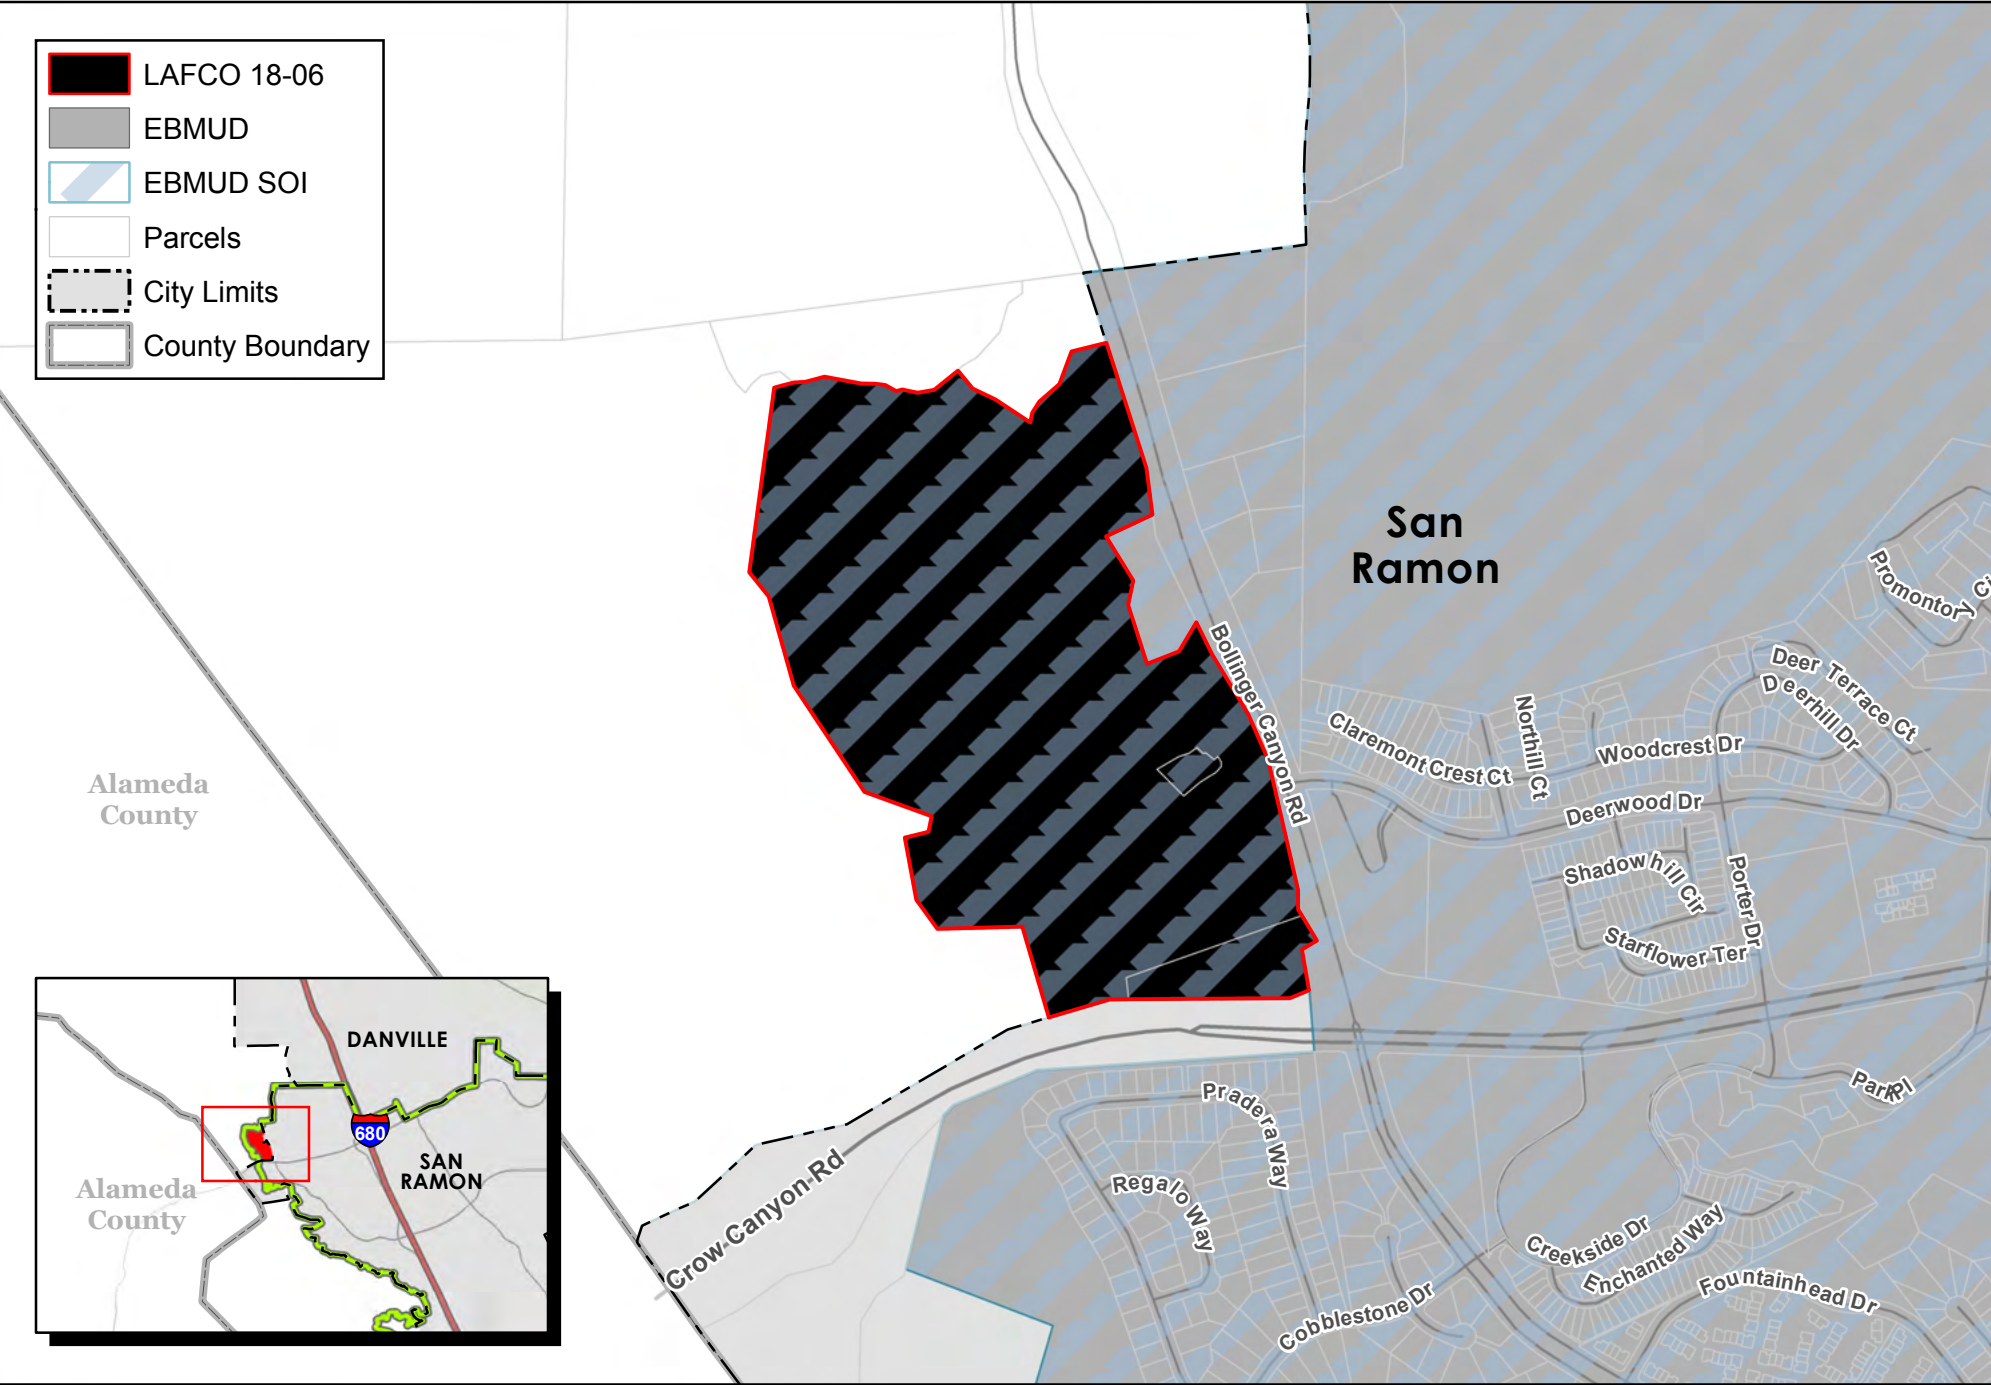 LAFCO 18-06
EBMUD
EBMUD SOI
Parcels
City Limits
County Boundary
San
Ramon
Promontory Ci
Deer Terrace Ct
Deerhill Dr
Northill Ct
Woodcrest Dr
Claremont Crest Ct
Bollinger Canyon Rd
Deerwood Dr
Shadowhill Cir
Porter Dr
Starflower Ter
Alameda
County
Park Pl
Pradera Way
Regalo Way
Crow Canyon Rd
Creekside Dr
Enchanted Way
Fountainhead Dr
Cobblestone Dr
DANVILLE
680
SAN
RAMON
Alameda
County